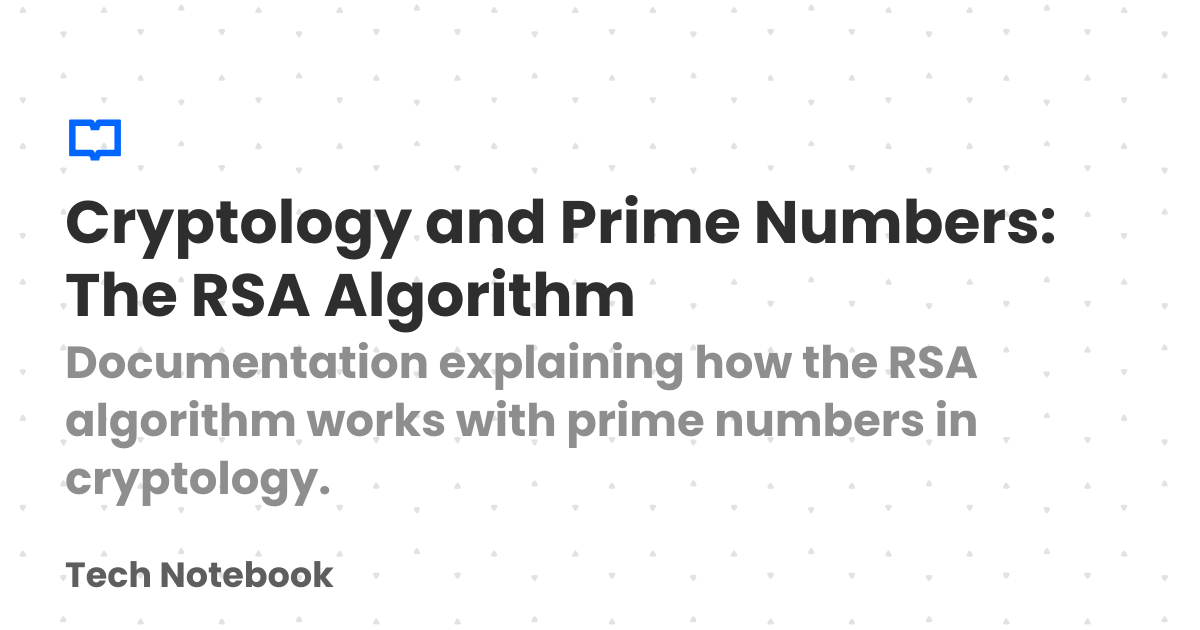 Cryptology and Prime Numbers:
The RSA Algorithm
Documentation explaining how the RSA
algorithm works with prime numbers in
cryptology.
Tech Notebook